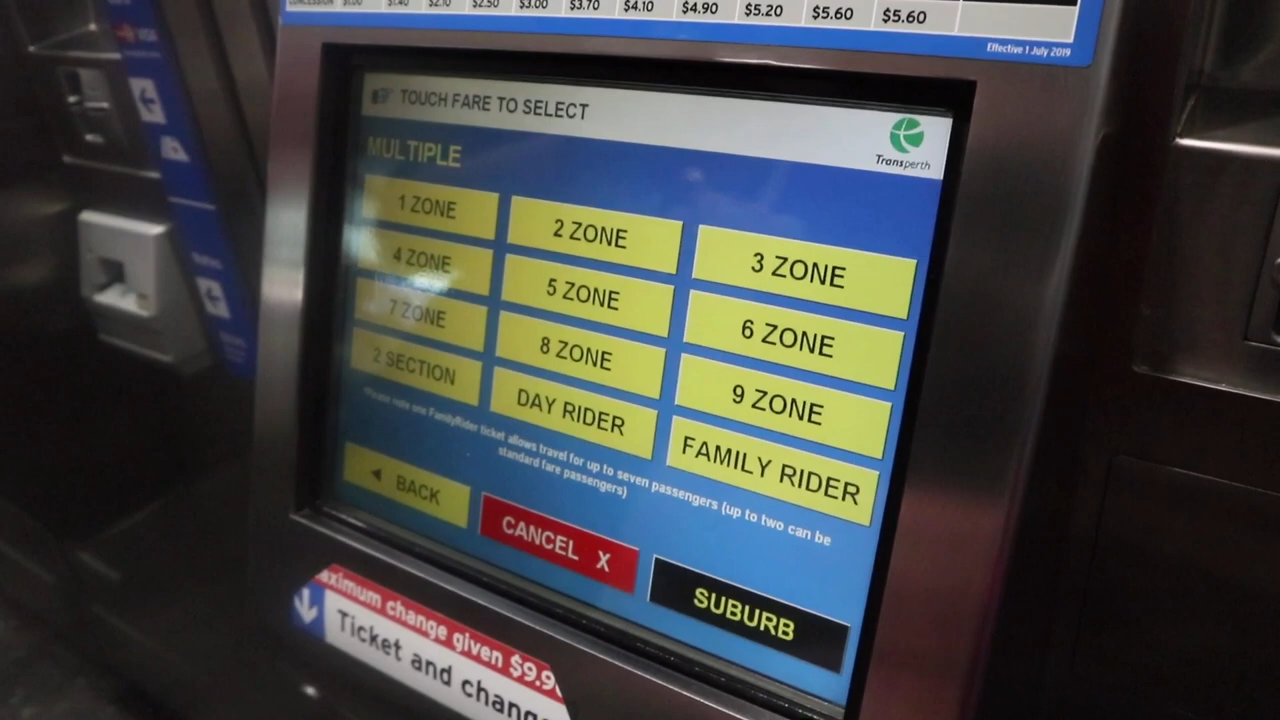 CONCESSION $1.00 $1.40 $2.10 $2.50 $3.00 $3.70 $4.10 $4.90 $5.20 $5.60 $5.60
Effective 1 July 2019
VISA
TOUCH FARE TO SELECT
Transperth
MULTIPLE
1 ZONE 2 ZONE 3 ZONE
4 ZONE 5 ZONE 6 ZONE
7 ZONE 8 ZONE 9 ZONE
2 SECTION DAY RIDER FAMILY RIDER
*Please note one FamilyRider ticket allows travel for up to seven passengers (up to two can be
standard fare passengers)
BACK CANCEL X SUBURB
aximum change given $9.9
Ticket and change